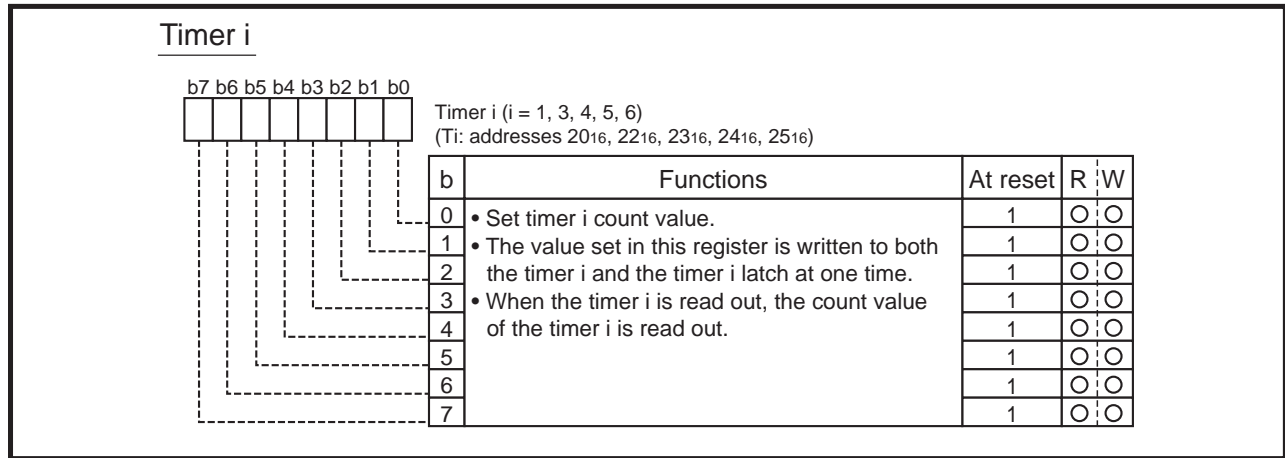 Timer i
b7 b6 b5 b4 b3 b2 b1 b0
Timer i (i = 1, 3, 4, 5, 6)
(Ti: addresses 2016, 2216, 2316, 2416, 2516)
b Functions At reset R W
0 • Set timer i count value. 1 O O
1 • The value set in this register is written to both 1 O O
2 the timer i and the timer i latch at one time. 1 O O
3 • When the timer i is read out, the count value 1 O O
4 of the timer i is read out. 1 O O
5 1 O O
6 1 O O
7 1 O O